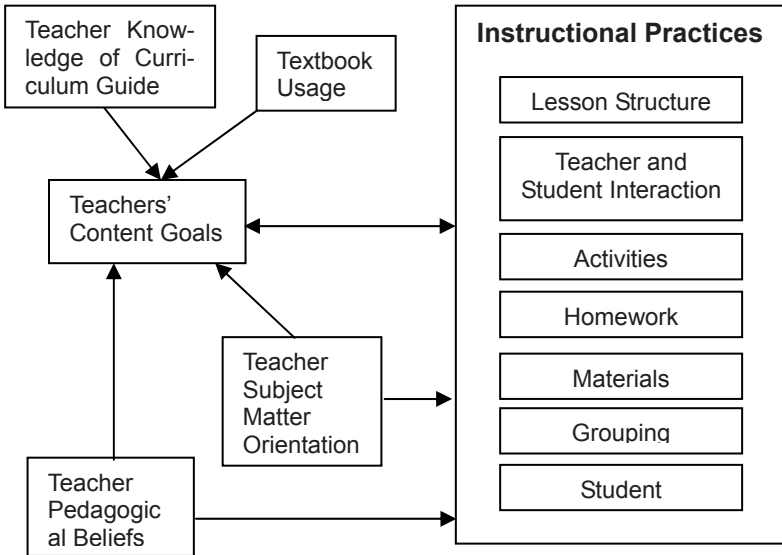 Teacher Know-
ledge of Curri-
culum Guide
Textbook
Usage
Teachers’
Content Goals
Teacher
Subject
Matter
Orientation
Teacher
Pedagogic
al Beliefs
Instructional Practices
Lesson Structure
Teacher and
Student Interaction
Activities
Homework
Materials
Grouping
Student